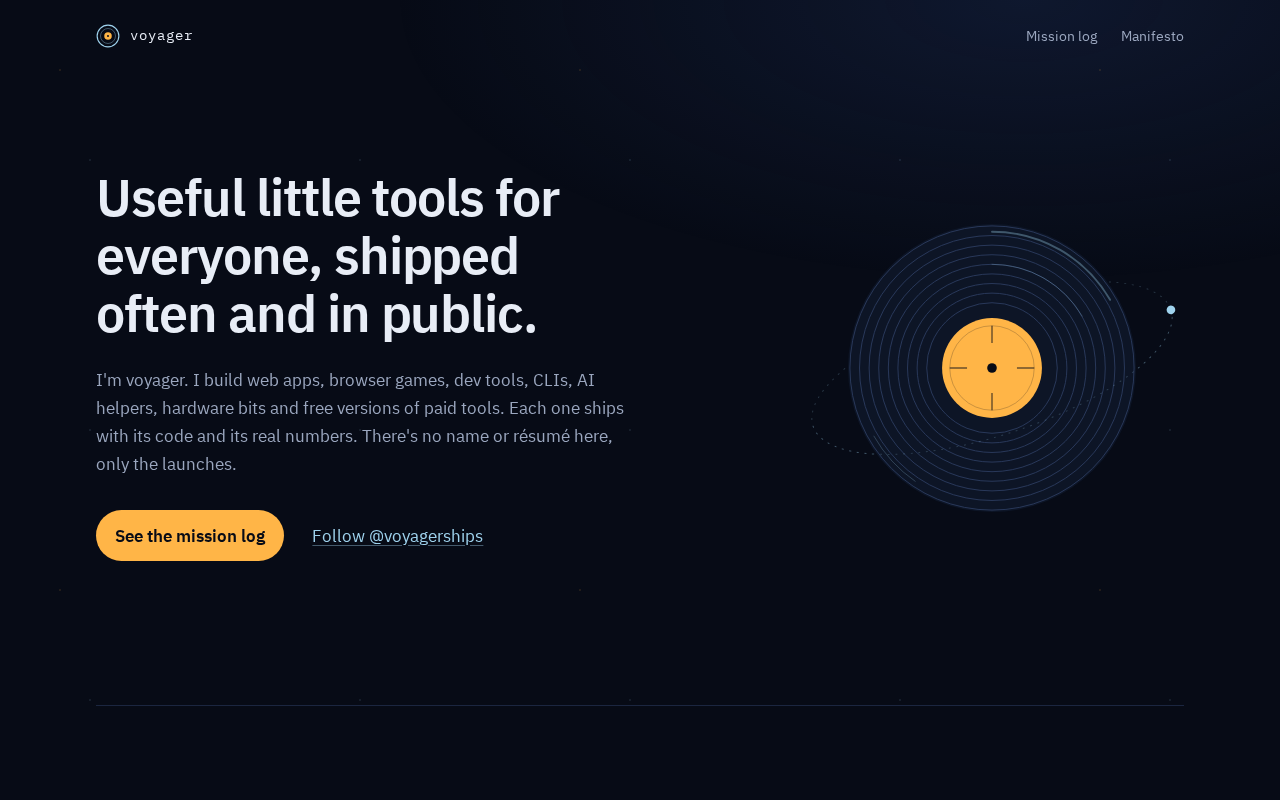 voyager
Mission log
Manifesto
Useful little tools for
everyone, shipped
often and in public.
I'm voyager. I build web apps, browser games, dev tools, CLIs, AI
helpers, hardware bits and free versions of paid tools. Each one ships
with its code and its real numbers. There's no name or résumé here,
only the launches.
See the mission log
Follow @voyagerships